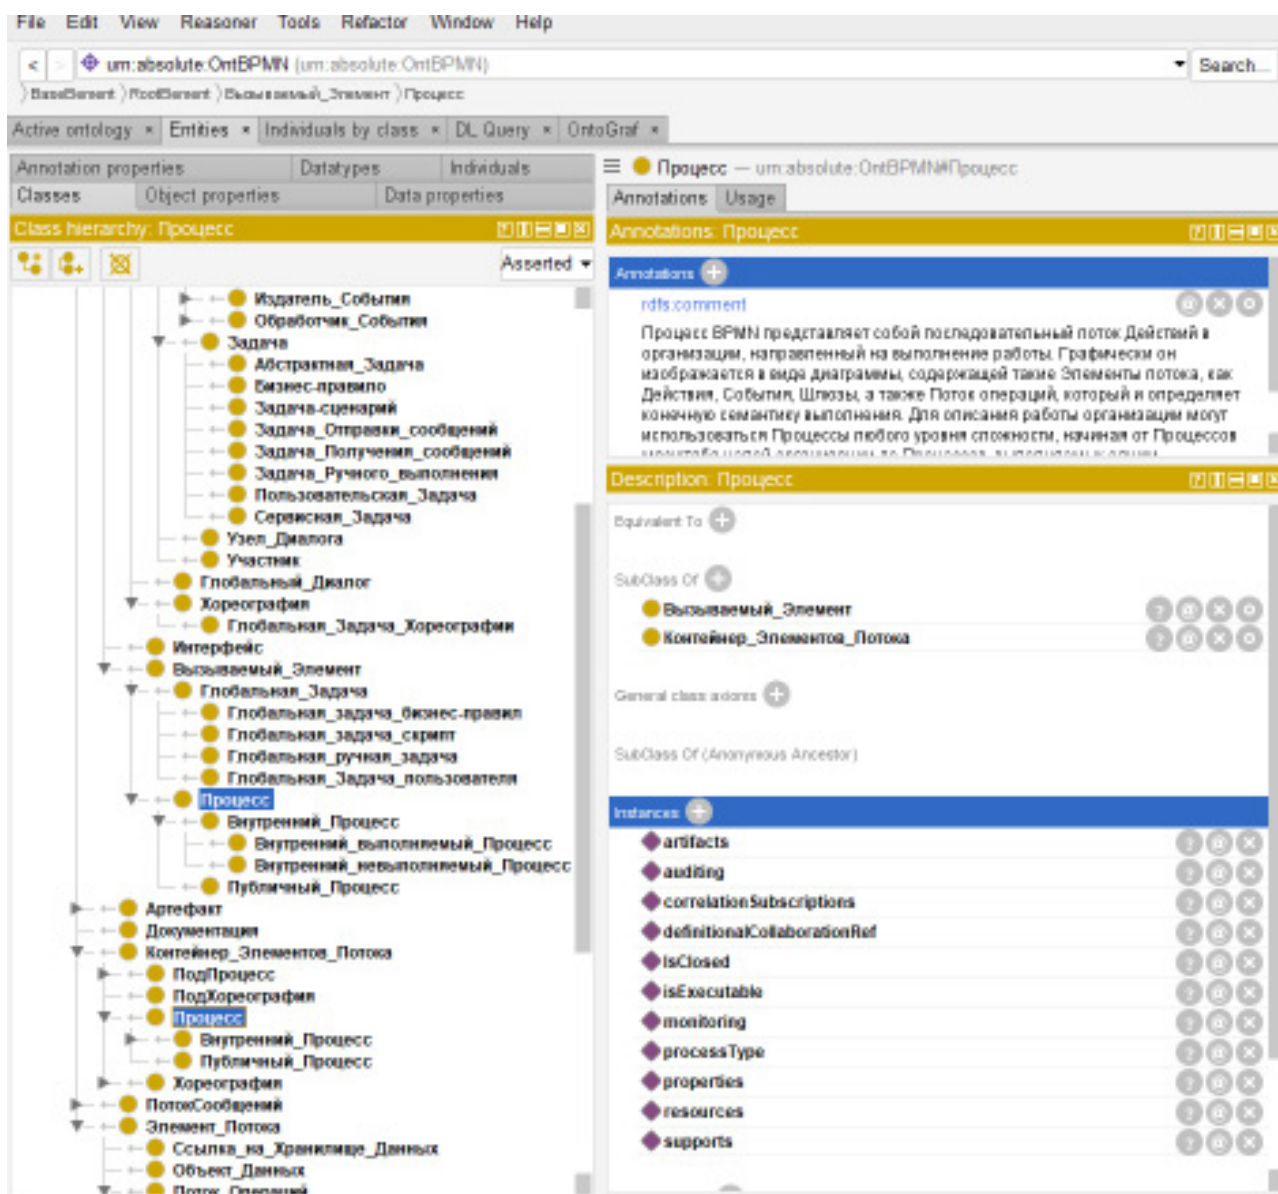 File Edit View Reasoner Tools Refactor Window Help
< > urn:absolute:OntBPMN (urn:absolute:OntBPMN) Search...
BaseElement RootElement Вызываемый_Элемент Процесс
Active ontology × Entities × Individuals by class × DL Query × OntoGraf ×
Annotation properties Datatypes Individuals
Classes Object properties Data properties
Class hierarchy: Процесс
Asserted
Издатель_События
Обработчик_События
Задача
Абстрактная_Задача
Бизнес-правило
Задача-сценарий
Задача_Отправки_сообщений
Задача_Получения_сообщений
Задача_Ручного_выполнения
Пользовательская_Задача
Сервисная_Задача
Узел_Диалога
Участник
Глобальный_Диалог
Хореография
Глобальная_Задача_Хореографии
Интерфейс
Вызываемый_Элемент
Глобальная_Задача
Глобальная_задача_бизнес-правил
Глобальная_задача_скрипт
Глобальная_ручная_задача
Глобальная_Задача_пользователя
Процесс
Внутренний_Процесс
Внутренний_выполняемый_Процесс
Внутренний_невыполняемый_Процесс
Публичный_Процесс
Артефакт
Документация
Контейнер_Элементов_Потока
ПодПроцесс
ПодХореография
Процесс
Внутренний_Процесс
Публичный_Процесс
Хореография
ПотокСообщений
Элемент_Потока
Ссылка_на_Хранилище_Данных
Объект_Данных
Поток_Операций
Процесс — urn:absolute:OntBPMN#Процесс
Annotations Usage
Annotations: Процесс
Annotations
rdfs:comment
Процесс BPMN представляет собой последовательный поток Действий в
организации, направленный на выполнение работы. Графически он
изображается в виде диаграммы, содержащей такие Элементы потока, как
Действия, События, Шлюзы, а также Поток операций, который и определяет
конечную семантику выполнения. Для описания работы организации могут
использоваться Процессы любого уровня сложности, начиная от Процессов
Description: Процесс
Equivalent To
SubClass Of
Вызываемый_Элемент
Контейнер_Элементов_Потока
General class axioms
SubClass Of (Anonymous Ancestor)
Instances
artifacts
auditing
correlationSubscriptions
definitionalCollaborationRef
IsClosed
isExecutable
monitoring
processType
properties
resources
supports